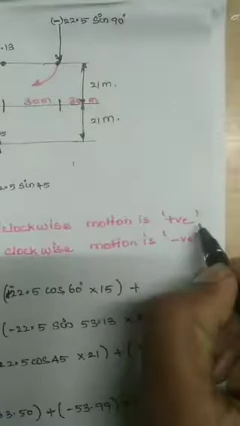 (-)22.5 sin 90°
.13
21m.
30m 30m
21m.
2.5 sin 45
clockwise motion is '+ve'
clockwise motion is '-ve
22.5 cos 60° × 15) +
(-22.5 sin 53.13 ×
22.5 cos 45 × 21) + (
3.50) + (-53.99)